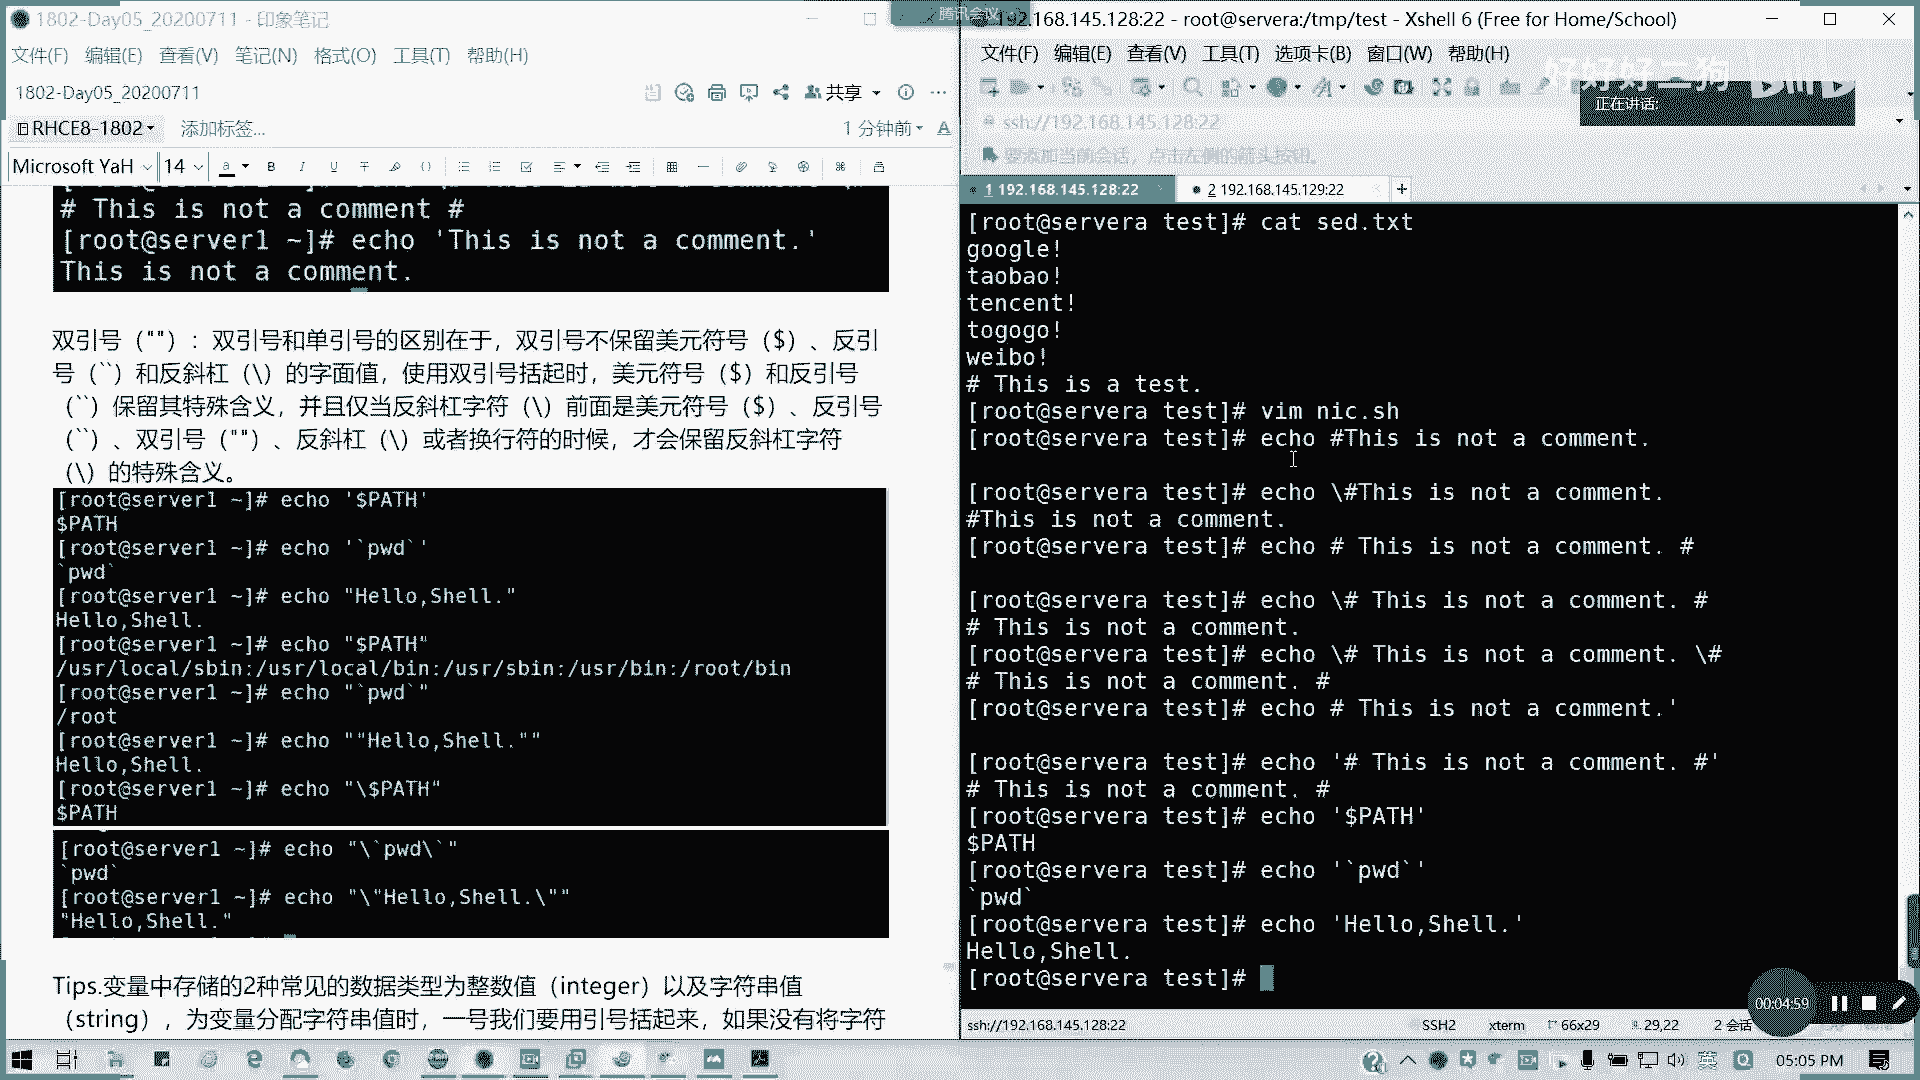 1802-Day05_20200711 - 印象笔记
文件(F) 编辑(E) 查看(V) 笔记(N) 格式(O) 工具(T) 帮助(H)
1802-Day05_20200711
共享
RHCE8-1802 添加标签...
1 分钟前
Microsoft YaH 14
# This is not a comment #
[root@server1 ~]# echo 'This is not a comment.'
This is not a comment.
双引号（""）：双引号和单引号的区别在于，双引号不保留美元符号（$）、反引
号（``）和反斜杠（\）的字面值，使用双引号括起时，美元符号（$）和反引号
（``）保留其特殊含义，并且仅当反斜杠字符（\）前面是美元符号（$）、反引号
（``）、双引号（""）、反斜杠（\）或者换行符的时候，才会保留反斜杠字符
（\）的特殊含义。
[root@server1 ~]# echo '$PATH'
$PATH
[root@server1 ~]# echo '`pwd`'
`pwd`
[root@server1 ~]# echo "Hello,Shell."
Hello,Shell.
[root@server1 ~]# echo "$PATH"
/usr/local/sbin:/usr/local/bin:/usr/sbin:/usr/bin:/root/bin
[root@server1 ~]# echo "`pwd`"
/root
[root@server1 ~]# echo ""Hello,Shell.""
Hello,Shell.
[root@server1 ~]# echo "\$PATH"
$PATH
[root@server1 ~]# echo "\`pwd\`"
`pwd`
[root@server1 ~]# echo "\"Hello,Shell.\""
"Hello,Shell."
Tips.变量中存储的2种常见的数据类型为整数值（integer）以及字符串值
（string），为变量分配字符串值时，一号我们要用引号括起来，如果没有将字符
腾讯会议
192.168.145.128:22 - root@servera:/tmp/test - Xshell 6 (Free for Home/School)
文件(F) 编辑(E) 查看(V) 工具(T) 选项卡(B) 窗口(W) 帮助(H)
好好好二狗
正在讲话:
ssh://192.168.145.128:22
要添加当前会话，点击左侧的箭头按钮。
1 192.168.145.128:22
2 192.168.145.129:22
[root@servera test]# cat sed.txt
google!
taobao!
tencent!
togogo!
weibo!
# This is a test.
[root@servera test]# vim nic.sh
[root@servera test]# echo #This is not a comment.
[root@servera test]# echo \#This is not a comment.
#This is not a comment.
[root@servera test]# echo # This is not a comment. #
[root@servera test]# echo \# This is not a comment. #
# This is not a comment.
[root@servera test]# echo \# This is not a comment. \#
# This is not a comment. #
[root@servera test]# echo # This is not a comment.'
[root@servera test]# echo '# This is not a comment. #'
# This is not a comment. #
[root@servera test]# echo '$PATH'
$PATH
[root@servera test]# echo '`pwd`'
`pwd`
[root@servera test]# echo 'Hello,Shell.'
Hello,Shell.
[root@servera test]#
00:04:59
ssh://192.168.145.128:22 SSH2 xterm 66x29 29,22 2 会话
英
05:05 PM